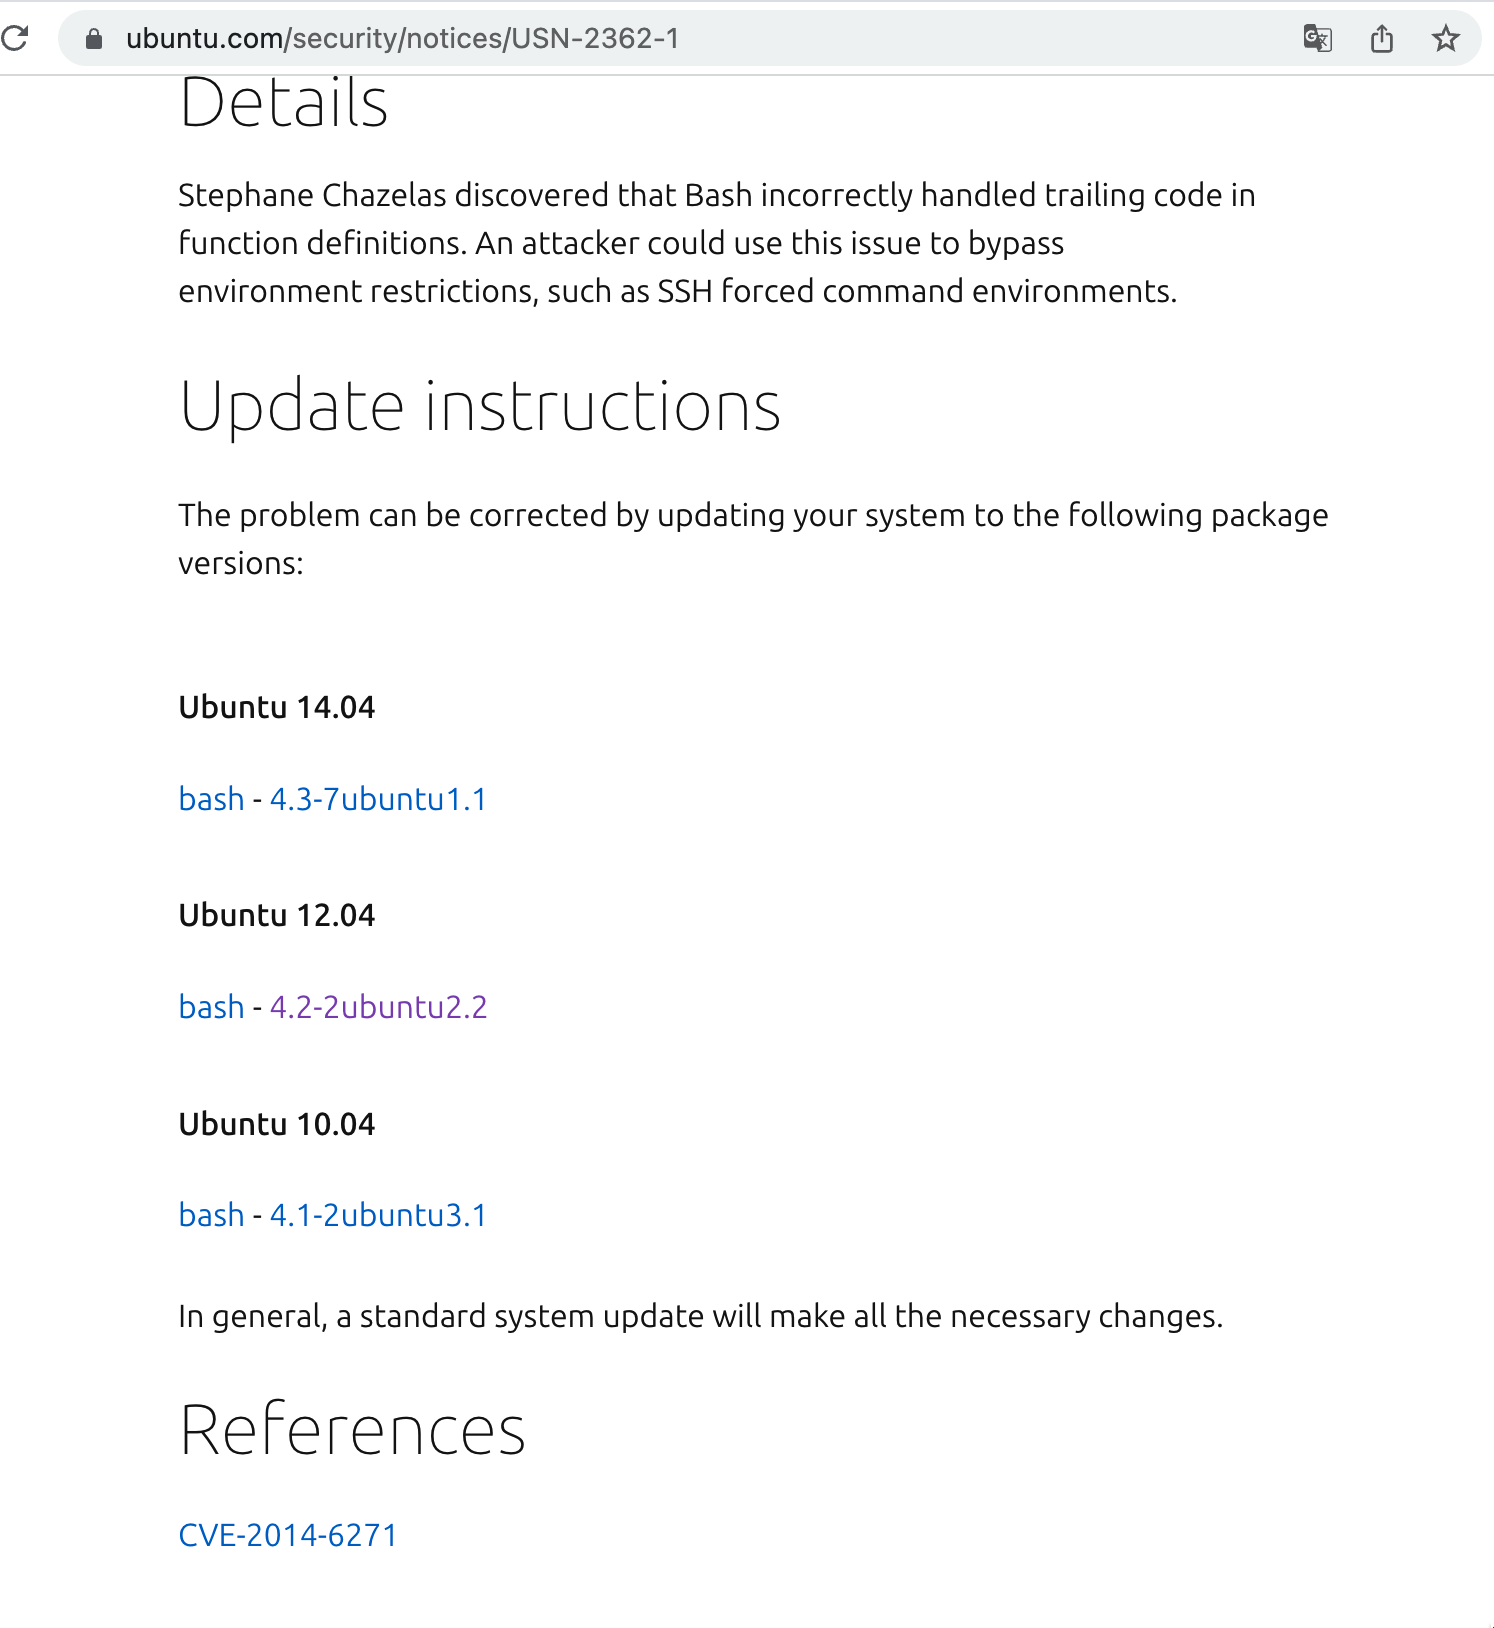 ubuntu.com/security/notices/USN-2362-1
Details
Stephane Chazelas discovered that Bash incorrectly handled trailing code in
function definitions. An attacker could use this issue to bypass
environment restrictions, such as SSH forced command environments.
Update instructions
The problem can be corrected by updating your system to the following package
versions:
Ubuntu 14.04
bash - 4.3-7ubuntu1.1
Ubuntu 12.04
bash - 4.2-2ubuntu2.2
Ubuntu 10.04
bash - 4.1-2ubuntu3.1
In general, a standard system update will make all the necessary changes.
References
CVE-2014-6271